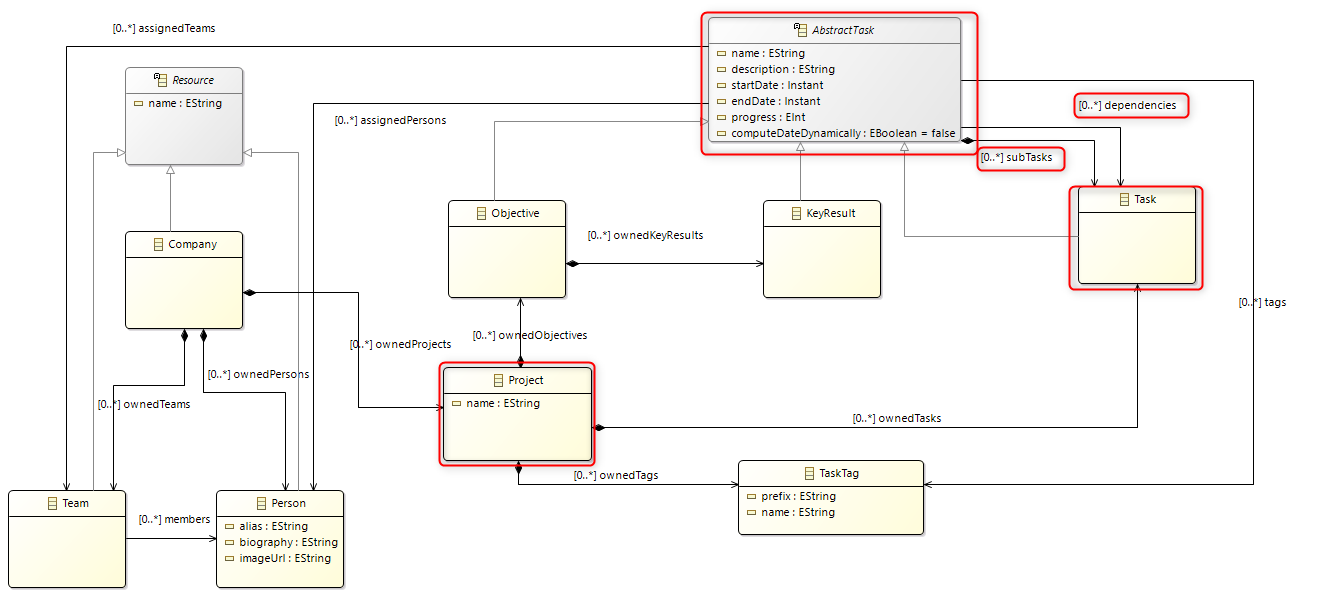 [0..*] assignedTeams
AbstractTask
name : EString
description : EString
startDate : Instant
endDate : Instant
progress : EInt
computeDateDynamically : EBoolean = false
Resource
name : EString
[0..*] assignedPersons
[0..*] dependencies
[0..*] subTasks
Task
Objective
KeyResult
[0..*] ownedKeyResults
Company
[0..*] tags
[0..*] ownedProjects
[0..*] ownedObjectives
[0..*] ownedPersons
[0..*] ownedTeams
Project
name : EString
[0..*] ownedTasks
[0..*] ownedTags
TaskTag
prefix : EString
name : EString
Team
[0..*] members
Person
alias : EString
biography : EString
imageUrl : EString